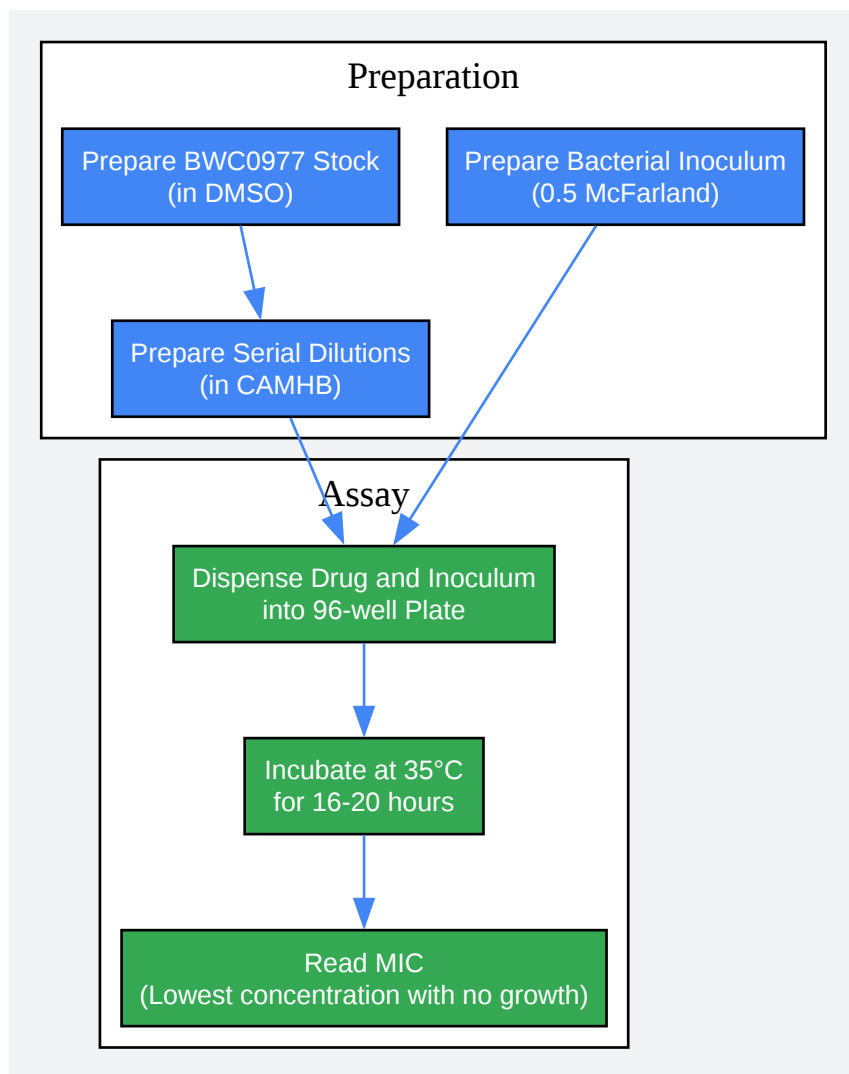 Preparation
Prepare BWC0977 Stock
(in DMSO)
Prepare Bacterial Inoculum
(0.5 McFarland)
Prepare Serial Dilutions
(in CAMHB)
Assay
Dispense Drug and Inoculum
into 96-well Plate
Incubate at 35°C
for 16-20 hours
Read MIC
(Lowest concentration with no growth)